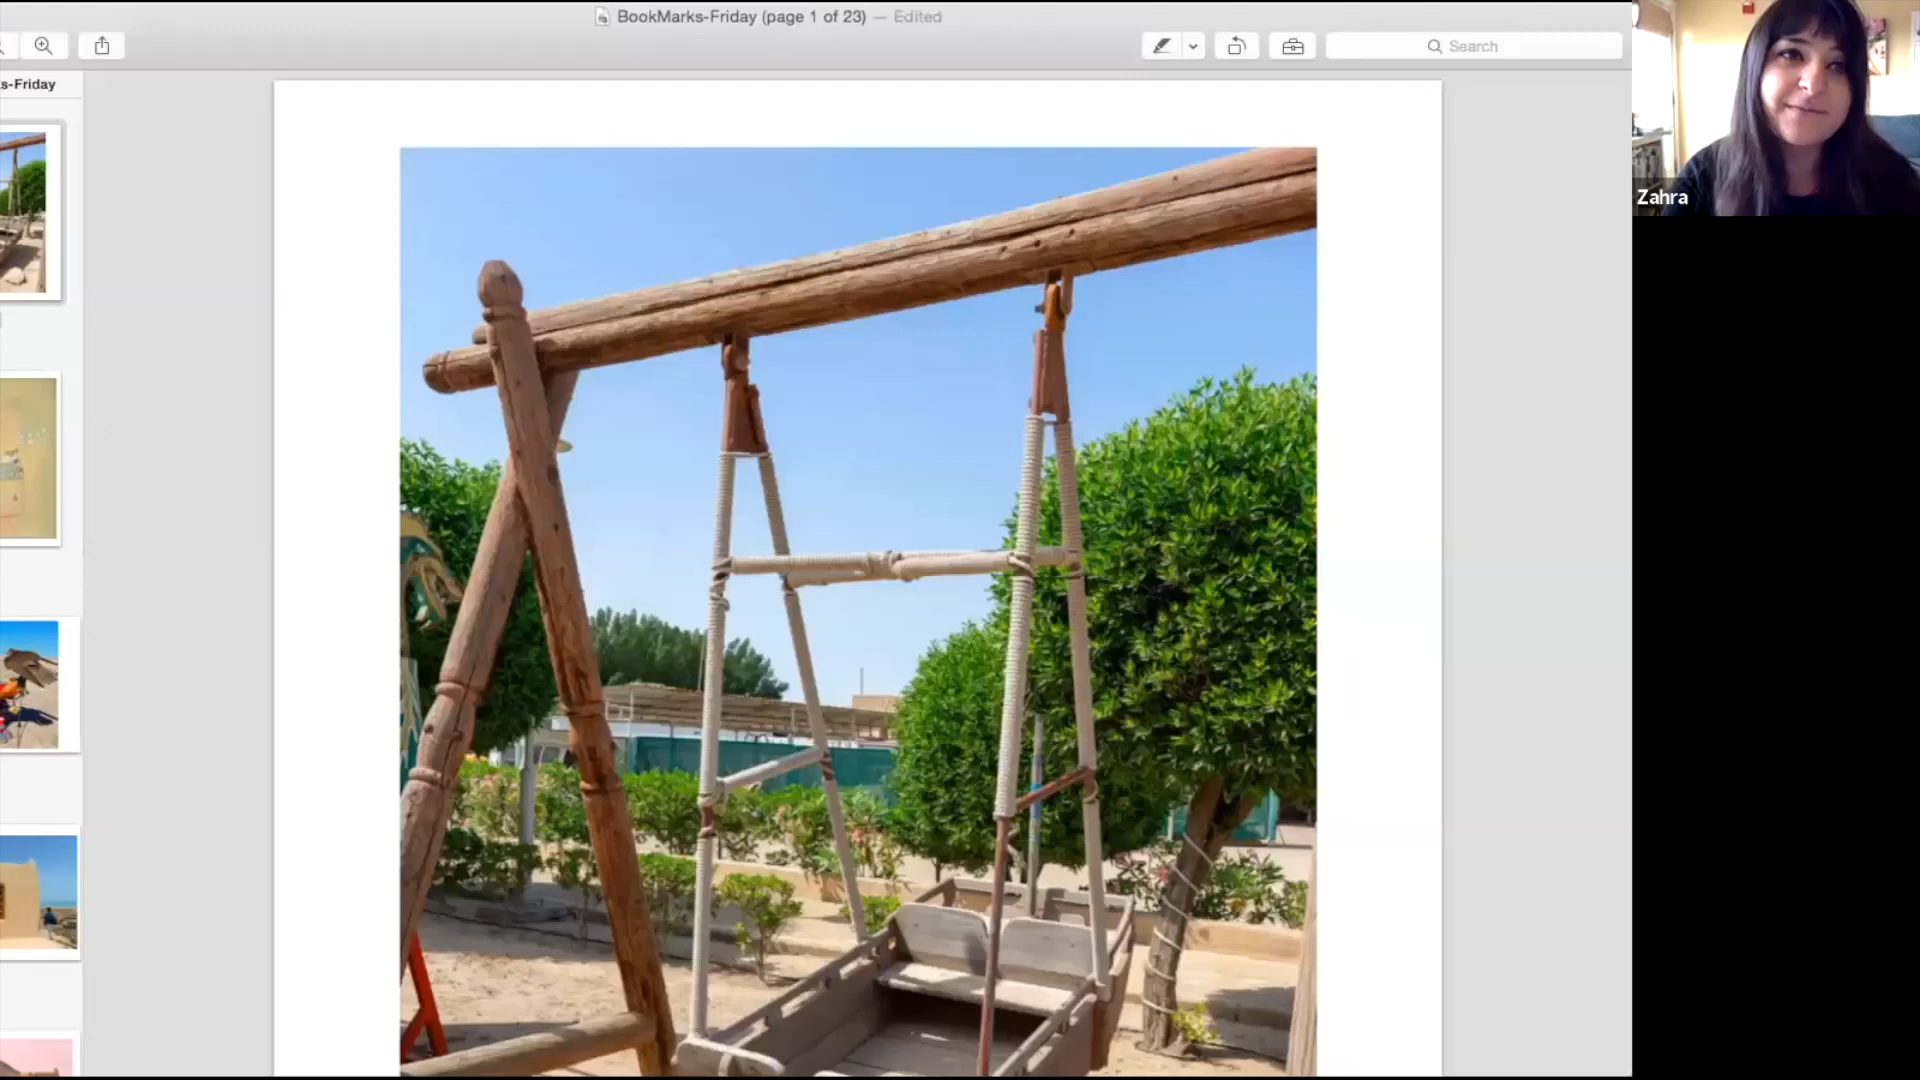 BookMarks-Friday (page 1 of 23) — Edited
Search
s-Friday
Zahra